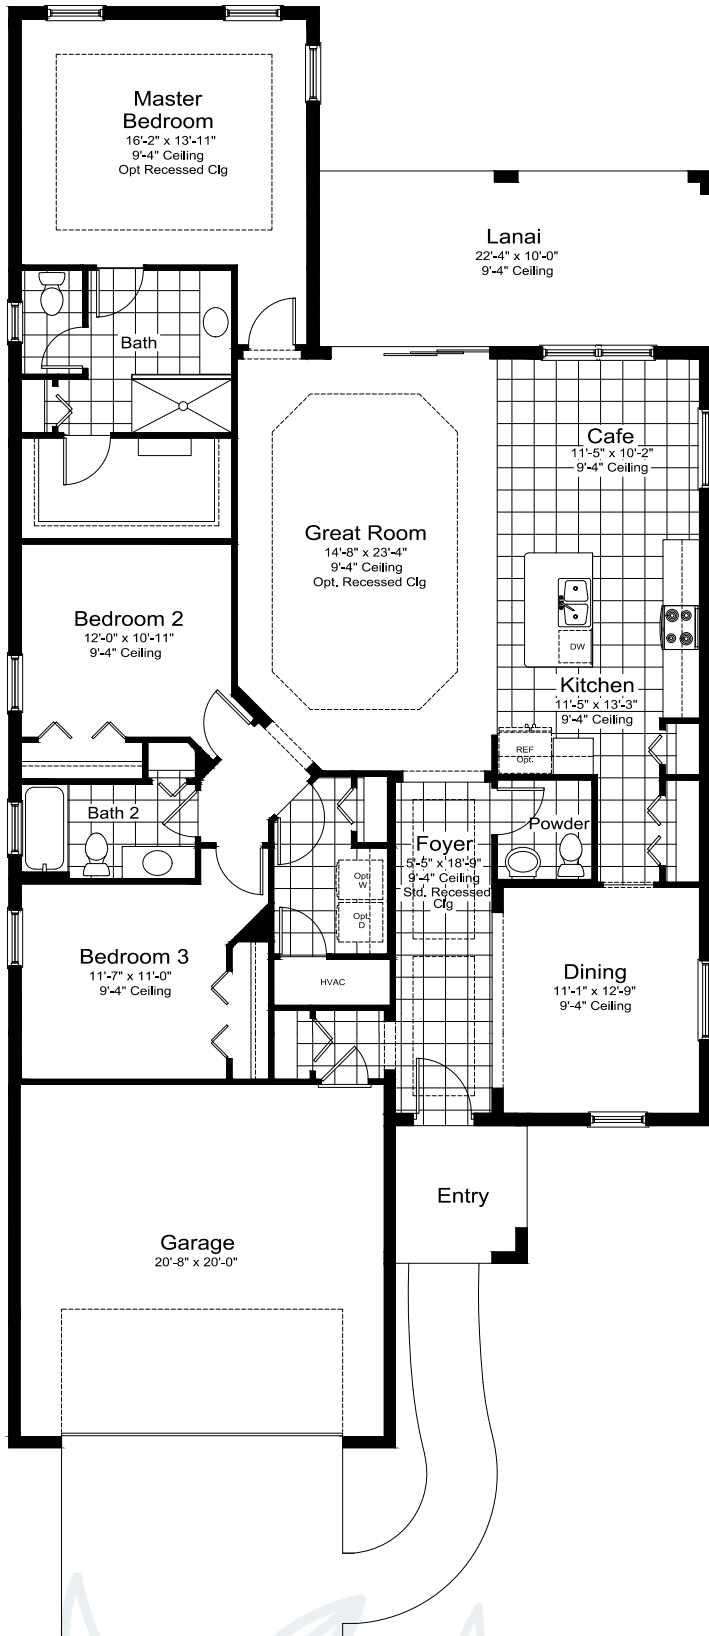 Master
Bedroom
16'-2" x 13'-11"
9'-4" Ceiling
Opt Recessed Clg
Lanai
22'-4" x 10'-0"
9'-4" Ceiling
Bath
Cafe
11'-5" x 10'-2"
9'-4" Ceiling
Great Room
14'-8" x 23'-4"
9'-4" Ceiling
Opt. Recessed Clg
Bedroom 2
12'-0" x 10'-11"
9'-4" Ceiling
DW
Kitchen
11'-5" x 13'-3"
9'-4" Ceiling
REF
Opt.
Bath 2
Powder
Foyer
5'-5" x 18'-9"
9'-4" Ceiling
Std. Recessed
Clg
Opt.
W
Opt.
D
Bedroom 3
11'-7" x 11'-0"
9'-4" Ceiling
HVAC
Dining
11'-1" x 12'-9"
9'-4" Ceiling
Entry
Garage
20'-8" x 20'-0"